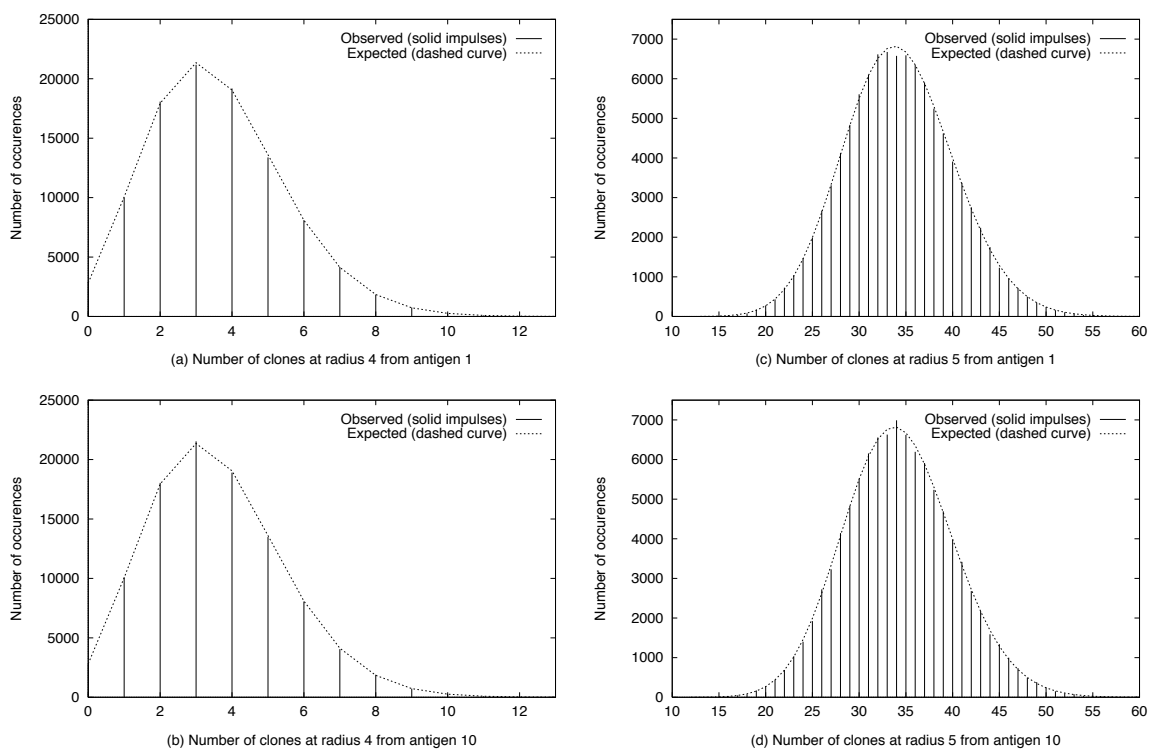 25000
20000
15000
10000
5000
0
Number of occurences
Observed (solid impulses)
Expected (dashed curve)
0 2 4 6 8 10 12
(a) Number of clones at radius 4 from antigen 1
7000
6000
5000
4000
3000
2000
1000
0
Number of occurences
Observed (solid impulses)
Expected (dashed curve)
10 15 20 25 30 35 40 45 50 55 60
(c) Number of clones at radius 5 from antigen 1
25000
20000
15000
10000
5000
0
Number of occurences
Observed (solid impulses)
Expected (dashed curve)
0 2 4 6 8 10 12
(b) Number of clones at radius 4 from antigen 10
7000
6000
5000
4000
3000
2000
1000
0
Number of occurences
Observed (solid impulses)
Expected (dashed curve)
10 15 20 25 30 35 40 45 50 55 60
(d) Number of clones at radius 5 from antigen 10